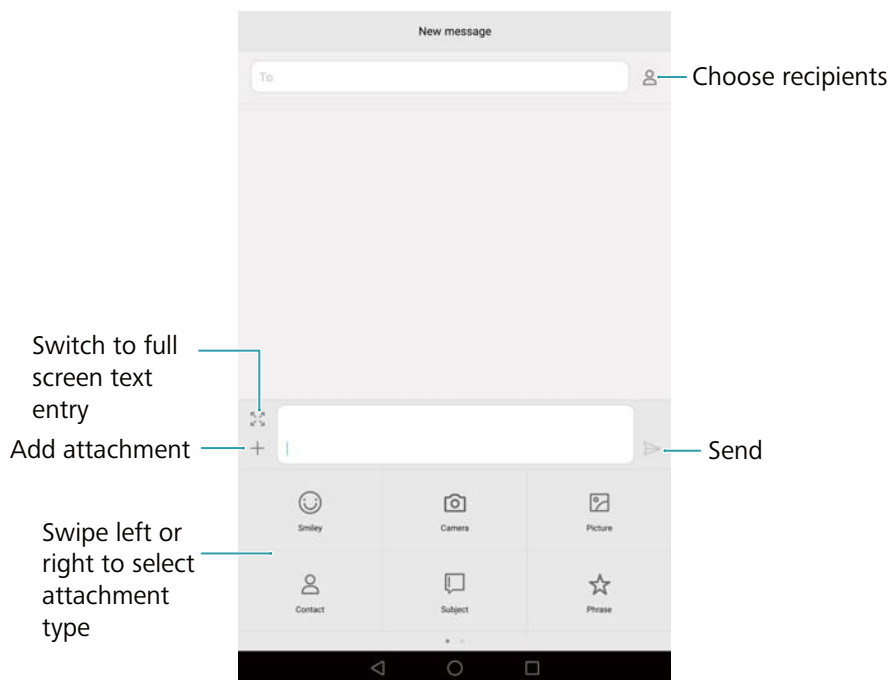 New message
To
Choose recipients
Switch to full
screen text
entry
Add attachment
Send
Smiley
Camera
Picture
Swipe left or
right to select
attachment
type
Contact
Subject
Phrase